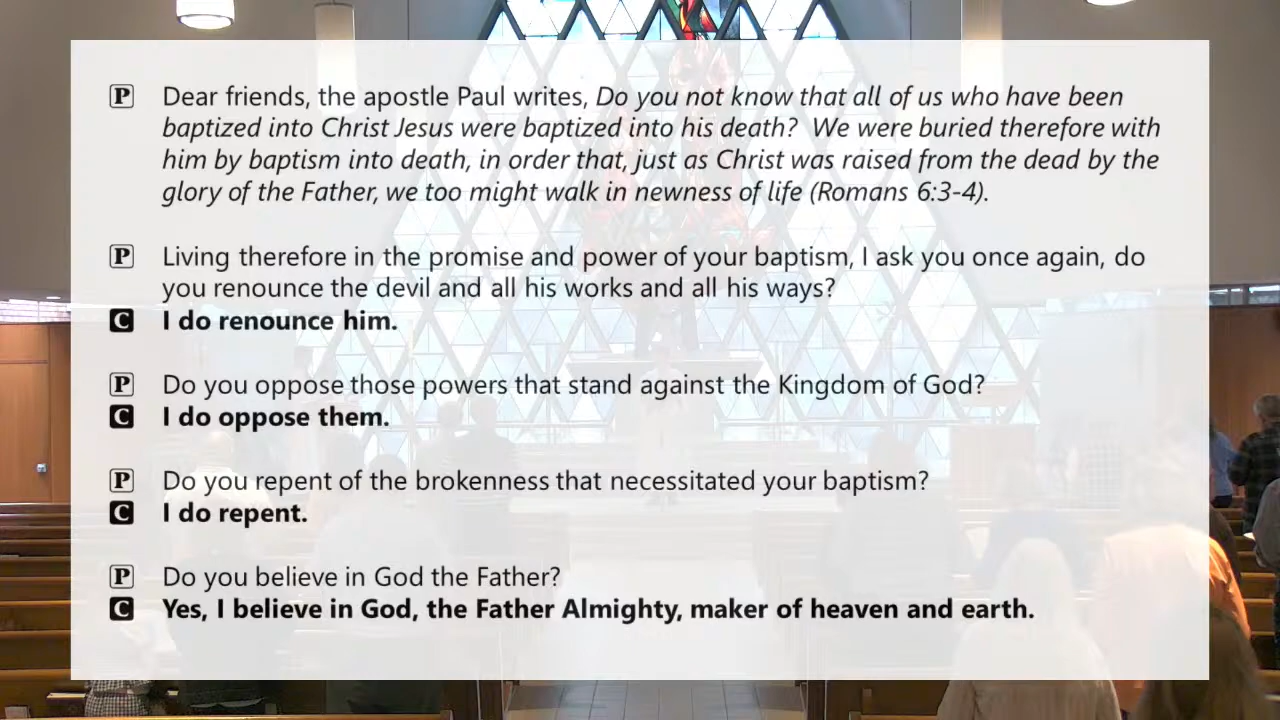 P Dear friends, the apostle Paul writes, Do you not know that all of us who have been
baptized into Christ Jesus were baptized into his death?  We were buried therefore with
him by baptism into death, in order that, just as Christ was raised from the dead by the
glory of the Father, we too might walk in newness of life (Romans 6:3-4).
P Living therefore in the promise and power of your baptism, I ask you once again, do
you renounce the devil and all his works and all his ways?
C I do renounce him.
P Do you oppose those powers that stand against the Kingdom of God?
C I do oppose them.
P Do you repent of the brokenness that necessitated your baptism?
C I do repent.
P Do you believe in God the Father?
C Yes, I believe in God, the Father Almighty, maker of heaven and earth.